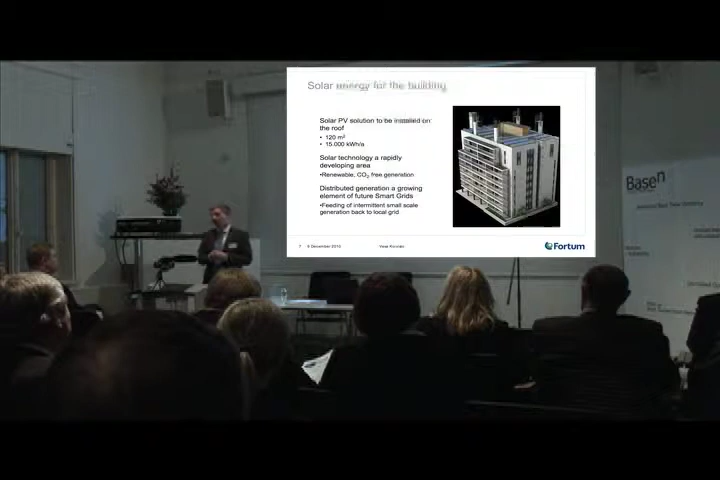 Solar energy for the building
Solar PV solution to be installed on
the roof
• 120 m²
• 15.000 kWh/a
Solar technology a rapidly
developing area
•Renewable, CO₂ free generation
Distributed generation a growing
element of future Smart Grids
•Feeding of intermittent small scale
generation back to local grid
7
Fortum
Basen